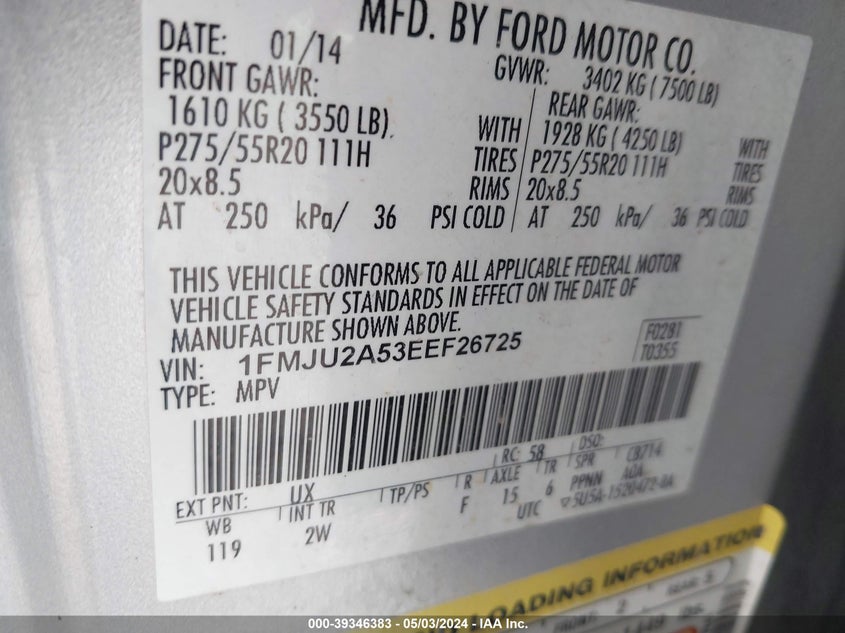 MFD. BY FORD MOTOR CO.
DATE: 01/14 GVWR: 3402 KG ( 7500 LB)
FRONT GAWR: REAR GAWR:
1610 KG ( 3550 LB) WITH 1928 KG ( 4250 LB) WITH
P275/55R20 111H TIRES P275/55R20 111H TIRES
20x8.5 RIMS 20x8.5 RIMS
AT 250 kPa/ 36 PSI COLD AT 250 kPa/ 36 PSI COLD
THIS VEHICLE CONFORMS TO ALL APPLICABLE FEDERAL MOTOR
VEHICLE SAFETY STANDARDS IN EFFECT ON THE DATE OF
MANUFACTURE SHOWN ABOVE.
F0281
VIN: 1FMJU2A53EEF26725 T0355
TYPE: MPV
RC: 58 DSO:
EXT PNT: UX TP/PS R AXLE TR SPR CB714
WB INT TR F 15 6 PPNN AOA
119 2W UTC 5U5A-1520472-
LOADING INFORMATION
2
000-39346383 - 05/03/2024 - IAA Inc.